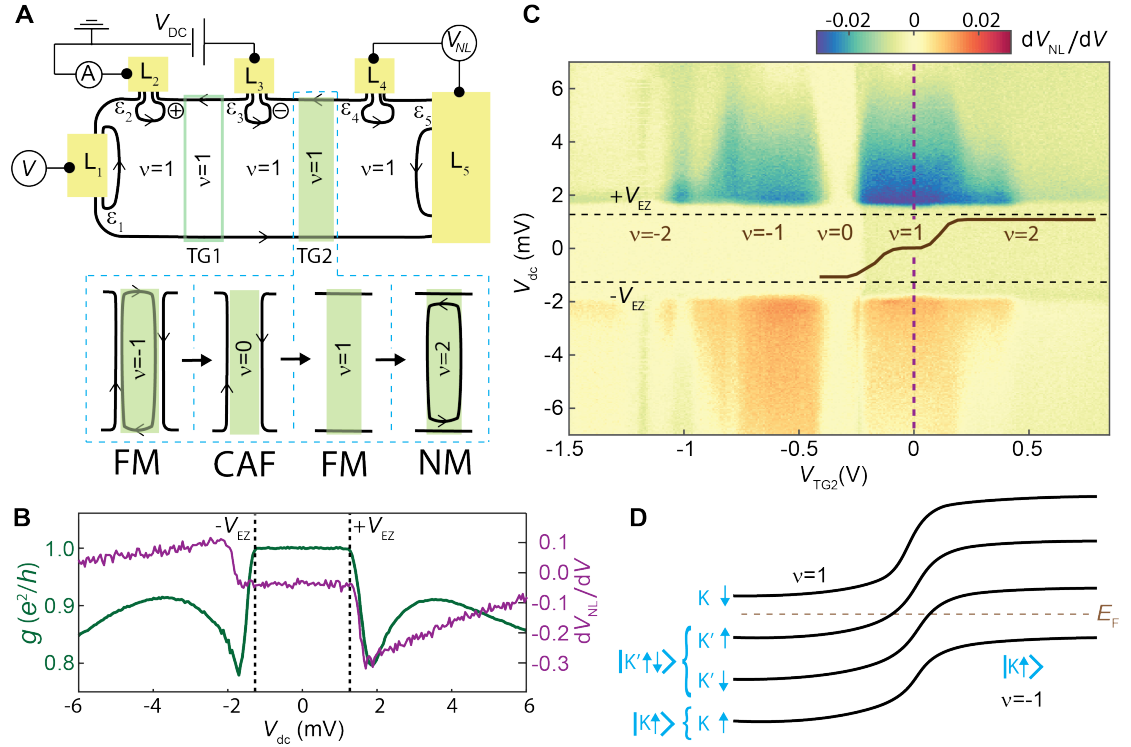 A
V_DC
V_NL
A
L₂
L₃
L₄
ε₂
+
ε₃
−
ε₄
ε₅
V
L₁
ν=1
ν=1
ν=1
ν=1
ν=1
L₅
ε₁
TG1
TG2
ν=-1
ν=0
ν=1
ν=2
FM
CAF
FM
NM
B
-V_EZ
+V_EZ
g (e²/h)
1.0
0.9
0.8
0.1
0.0
-0.1
-0.2
-0.3
dV_NL/dV
-6
-4
-2
0
2
4
6
V_dc (mV)
C
-0.02
0
0.02
dV_NL/dV
V_dc (mV)
6
4
2
0
-2
-4
-6
+V_EZ
ν=-2
ν=-1
ν=0
ν=1
ν=2
-V_EZ
-1.5
-1
-0.5
0
0.5
V_TG2(V)
D
ν=1
K ↓
E_F
K′ ↑
|K′↑↓⟩ {
K′ ↓
|K↑⟩ { K ↑
|K↑⟩
ν=-1